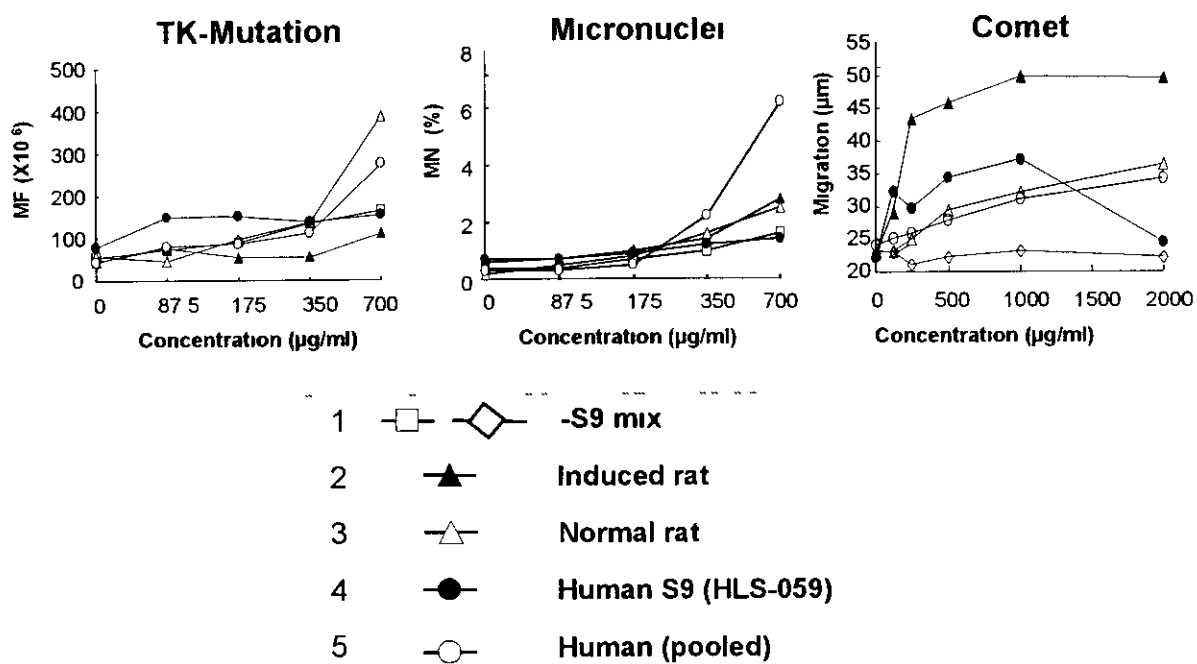 TK-Mutation
MF (X10 6)
500
400
300
200
100
0
0 87 5 175 350 700
Concentration (µg/ml)
Micronuclei
MN (%)
8
6
4
2
0
0 87 5 175 350 700
Concentration (µg/ml)
Comet
Migration (µm)
55
50
45
40
35
30
25
20
0 500 1000 1500 2000
Concentration (µg/ml)
1 -S9 mix
2 Induced rat
3 Normal rat
4 Human S9 (HLS-059)
5 Human (pooled)